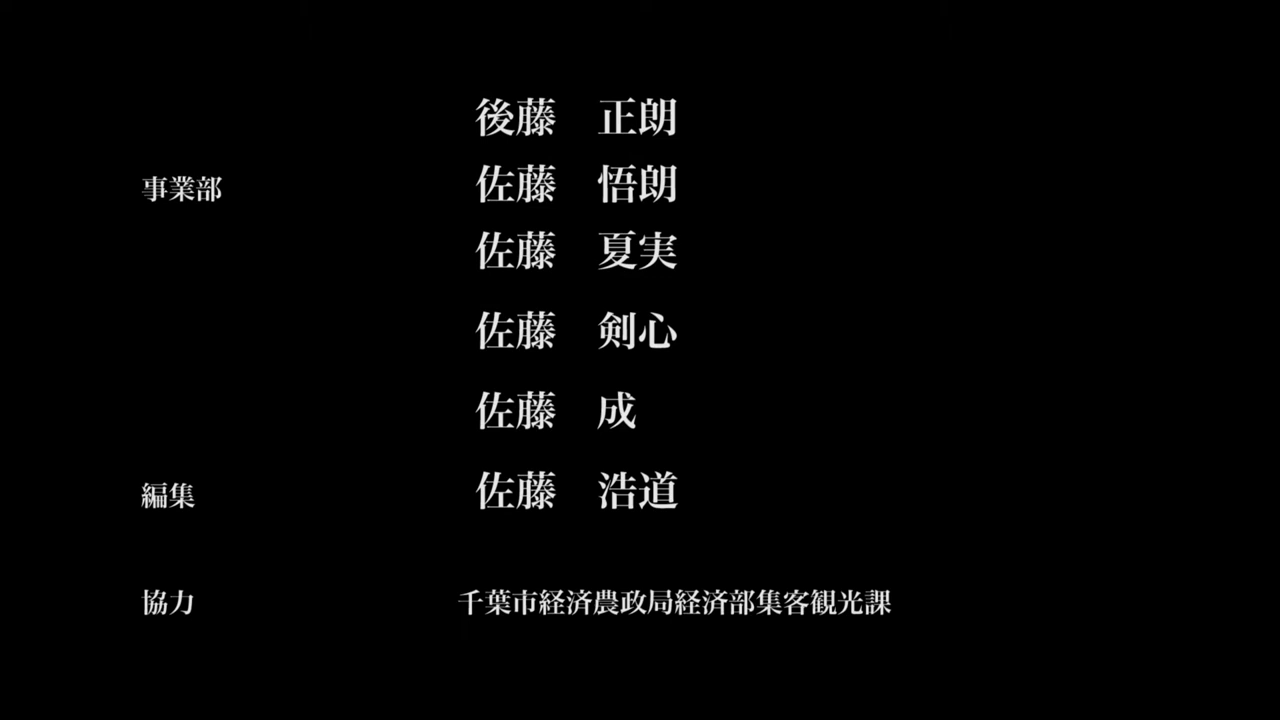 後藤　正朗
事業部　佐藤　悟朗
佐藤　夏実
佐藤　剣心
佐藤　成
編集　佐藤　浩道
協力　千葉市経済農政局経済部集客観光課